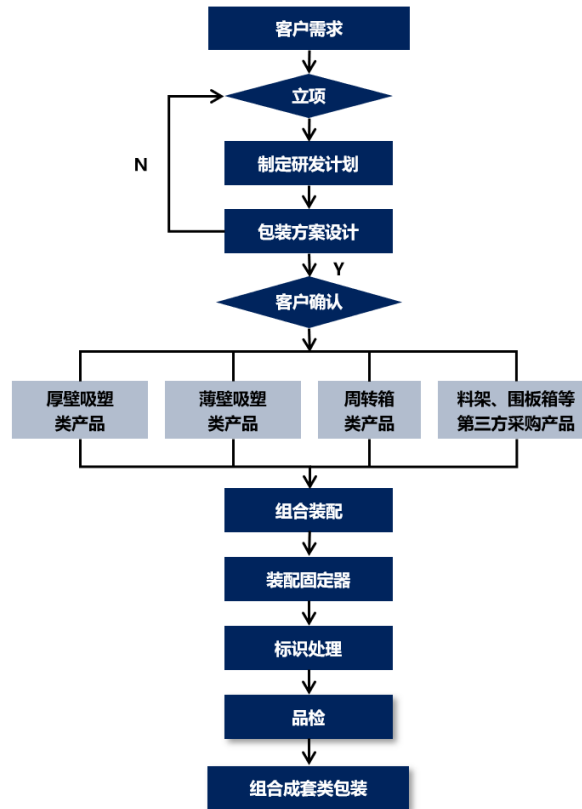 客户需求
立项
N
制定研发计划
包装方案设计
Y
客户确认
厚壁吸塑
类产品
薄壁吸塑
类产品
周转箱
类产品
料架、围板箱等
第三方采购产品
组合装配
装配固定器
标识处理
品检
组合成套类包装